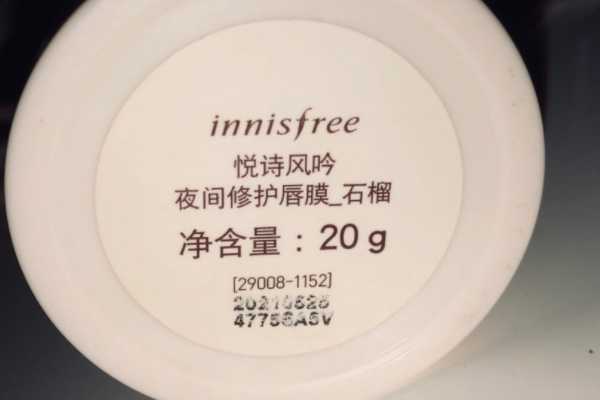 innisfree
悦诗风吟
夜间修护唇膜_石榴
净含量：20 g
[29008-1152]